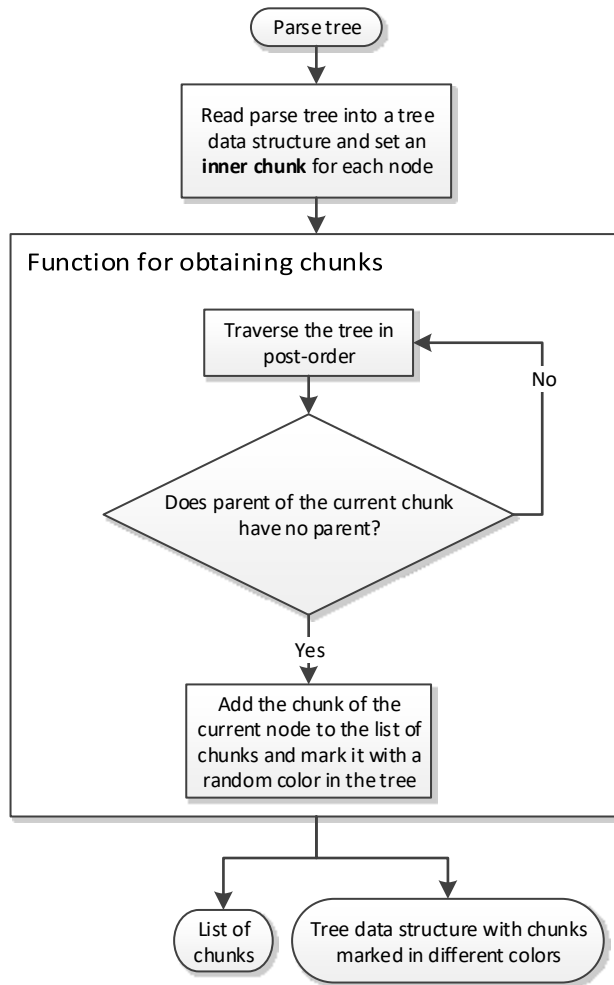 Parse tree
Read parse tree into a tree
data structure and set an
inner chunk for each node
Function for obtaining chunks
Traverse the tree in
post-order
No
Does parent of the current chunk
have no parent?
Yes
Add the chunk of the
current node to the list of
chunks and mark it with a
random color in the tree
List of
chunks
Tree data structure with chunks
marked in different colors